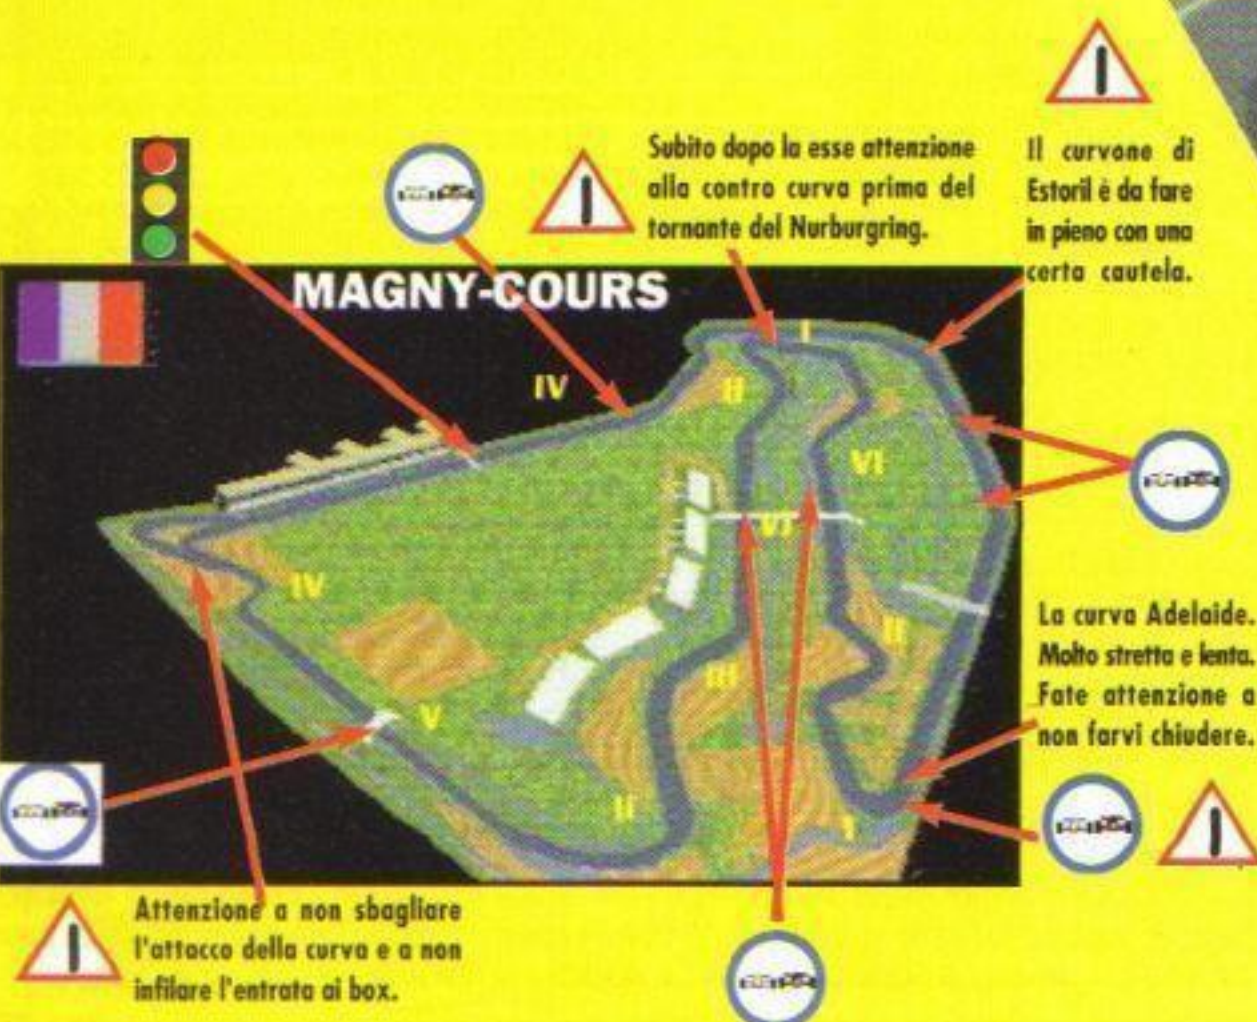 Subito dopo la esse attenzione
alla contro curva prima del
tornante del Nurburgring.
Il curvone di
Estoril è da fare
in pieno con una
certa cautela.
MAGNY-COURS
I
IV
II
VI
VI
IV
II
III
V
II
I
La curva Adelaide.
Molto stretta e lenta.
Fate attenzione a
non farvi chiudere.
Attenzione a non sbagliare
l'attacco della curva e a non
infilare l'entrata ai box.